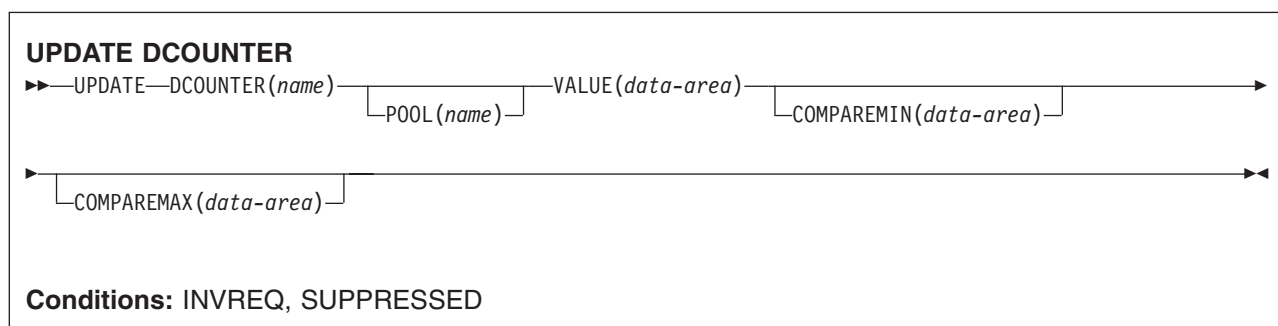 UPDATE DCOUNTER
UPDATE DCOUNTER(name) VALUE(data-area)
POOL(name) COMPAREMIN(data-area)
COMPAREMAX(data-area)
Conditions: INVREQ, SUPPRESSED